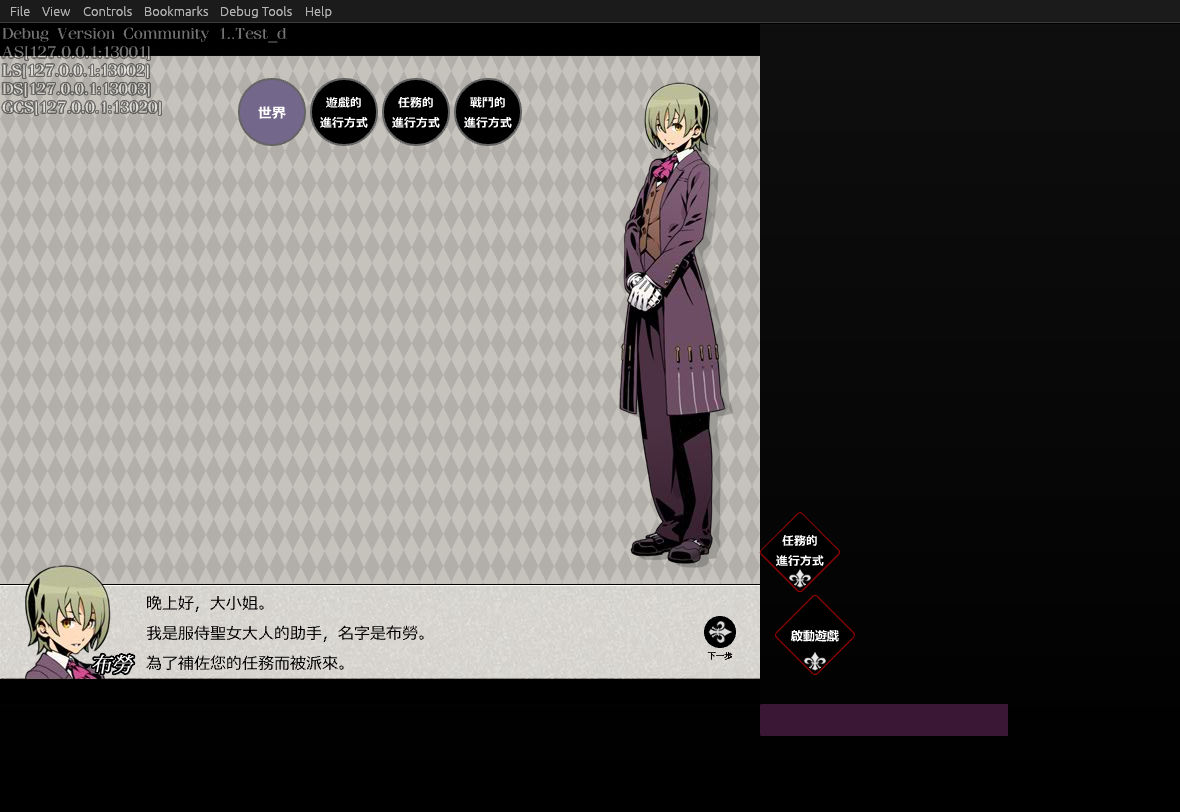 File View Controls Bookmarks Debug Tools Help
Debug Version Community 1..Test_d
AS[127.0.0.1:13001]
LS[127.0.0.1:13002]
DS[127.0.0.1:13003]
GCS[127.0.0.1:13020]
世界
遊戲的
進行方式
任務的
進行方式
戰鬥的
進行方式
任務的
進行方式
啟動遊戲
晚上好，大小姐。
我是服待聖女大人的助手，名字是布勞。
為了補佐您的任務而被派來。
布勞
下一步